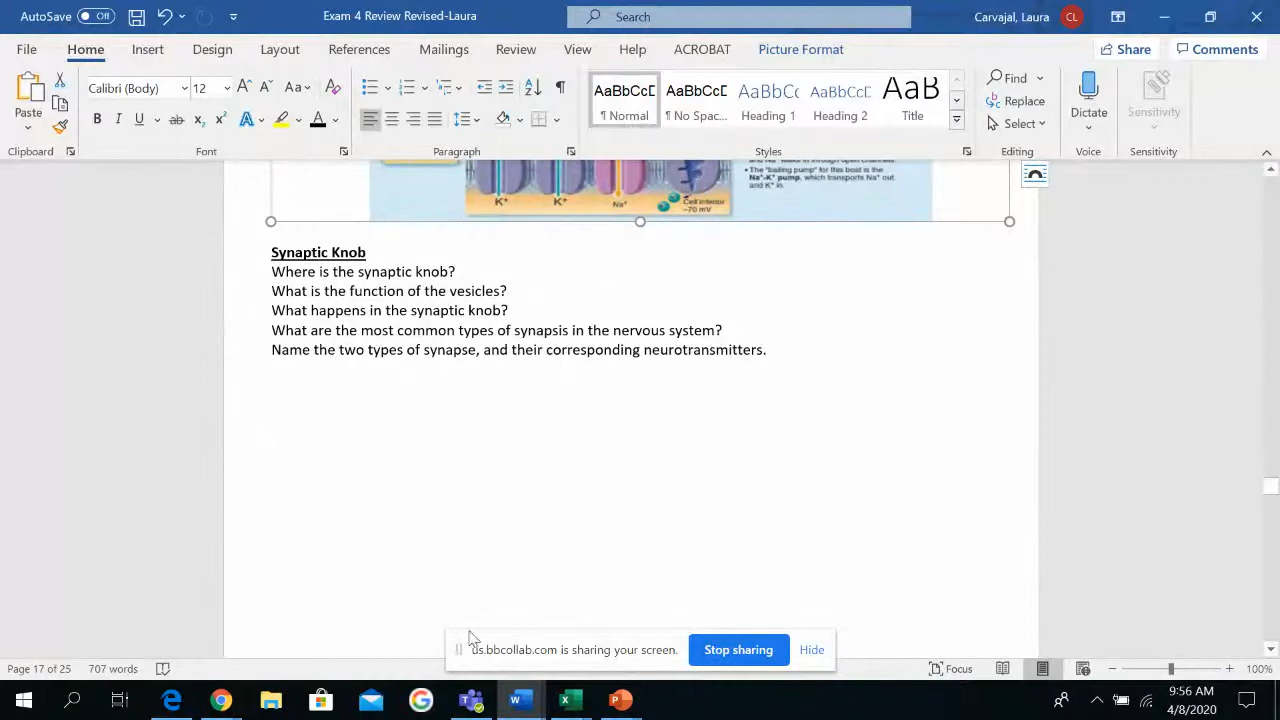 AutoSave Off Exam 4 Review Revised-Laura Search Carvajal, Laura CL
File Home Insert Design Layout References Mailings Review View Help ACROBAT Picture Format Share Comments
Paste Calibri (Body) 12 Aa AaBbCcD AaBbCcD AaBbCc AaBbCcD AaB Find Replace Select Dictate Sensitivity
¶ Normal ¶ No Spac... Heading 1 Heading 2 Title
Clipboard Font Paragraph Styles Editing Voice Sensitivity
• The "bailing pump" for this boat is the
Na+-K+ pump, which transports Na+ out
and K+ in.
K+ K+ Na+ Cell interior
–70 mV
Synaptic Knob
Where is the synaptic knob?
What is the function of the vesicles?
What happens in the synaptic knob?
What are the most common types of synapsis in the nervous system?
Name the two types of synapse, and their corresponding neurotransmitters.
us.bbcollab.com is sharing your screen. Stop sharing Hide
Page 17 of 25 707 words Focus 100%
9:56 AM
4/8/2020